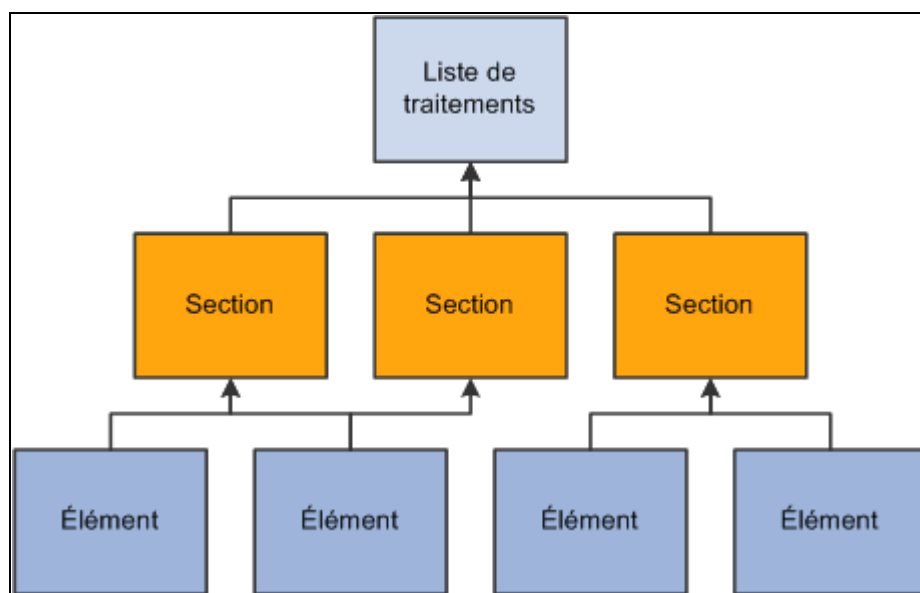 Liste de
traitements
Section
Section
Section
Élément
Élément
Élément
Élément